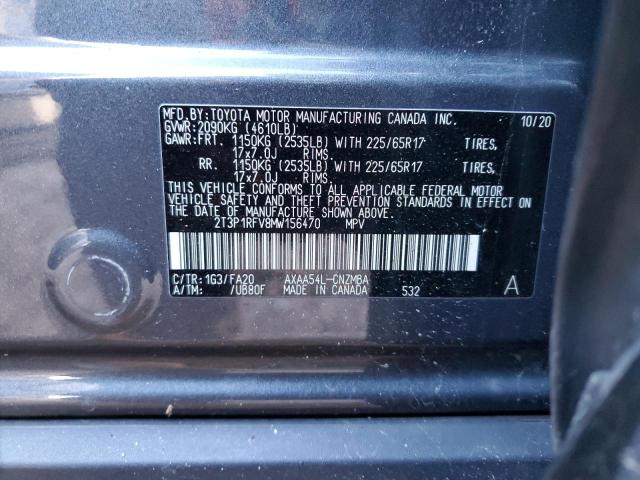 MFD.BY:TOYOTA MOTOR MANUFACTURING CANADA INC. 10/20
GVWR:2090KG (4610LB)
GAWR:FRT. 1150KG (2535LB) WITH 225/65R17 TIRES,
17x7.0J RIMS.
RR. 1150KG (2535LB) WITH 225/65R17 TIRES,
17x7.0J RIMS.
THIS VEHICLE CONFORMS TO ALL APPLICABLE FEDERAL MOTOR
VEHICLE SAFETY AND THEFT PREVENTION STANDARDS IN EFFECT
ON THE DATE OF MANUFACTURE SHOWN ABOVE.
2T3P1RFV8MW156470 MPV
C/TR:1G3/FA20 AXAA54L-CNZMBA
A/TM: /UB80F MADE IN CANADA 532 A